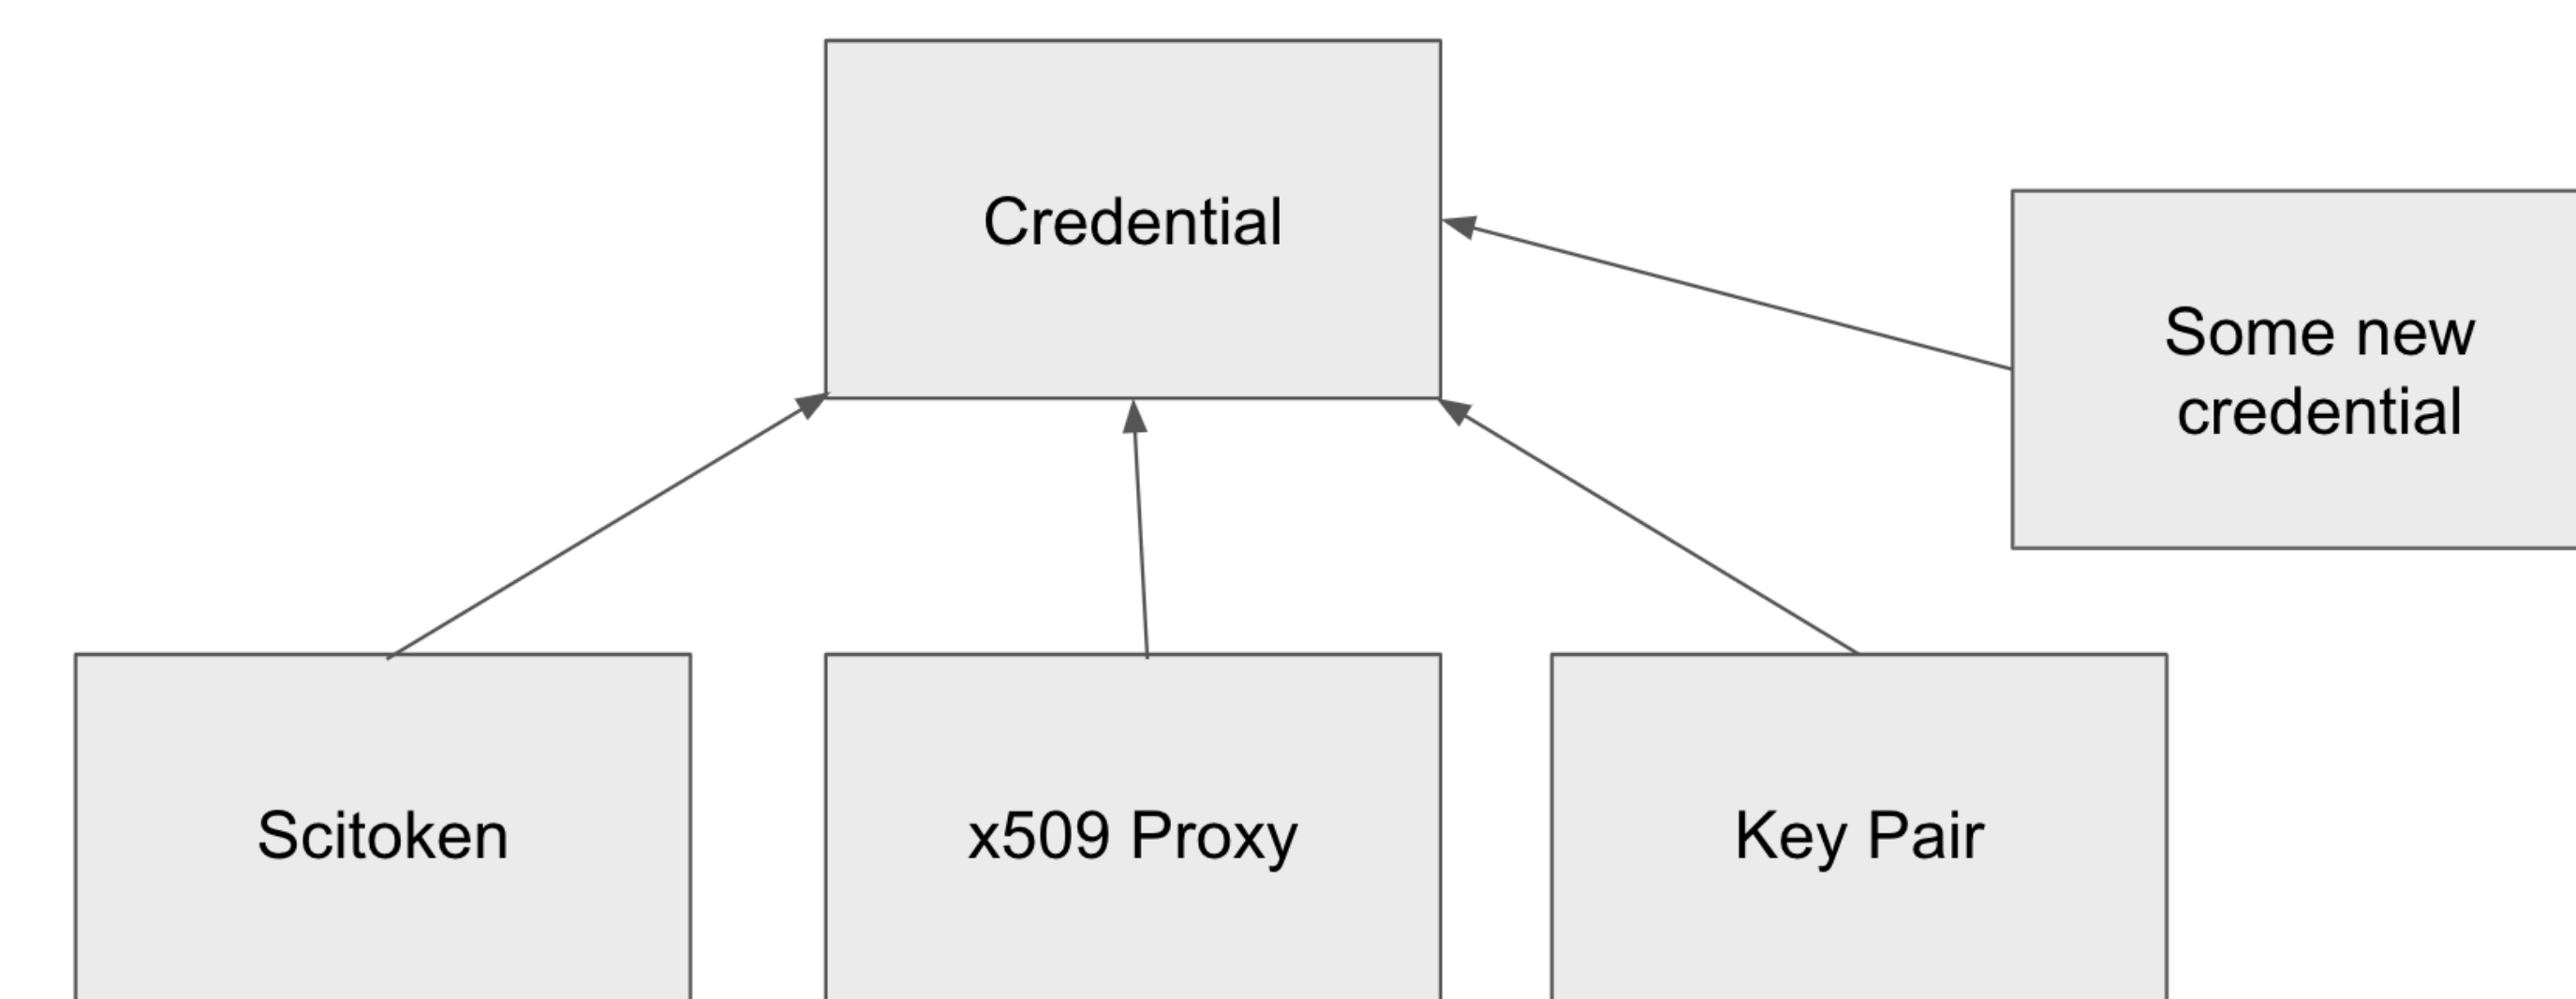 Credential
Some new
credential
Scitoken
x509 Proxy
Key Pair